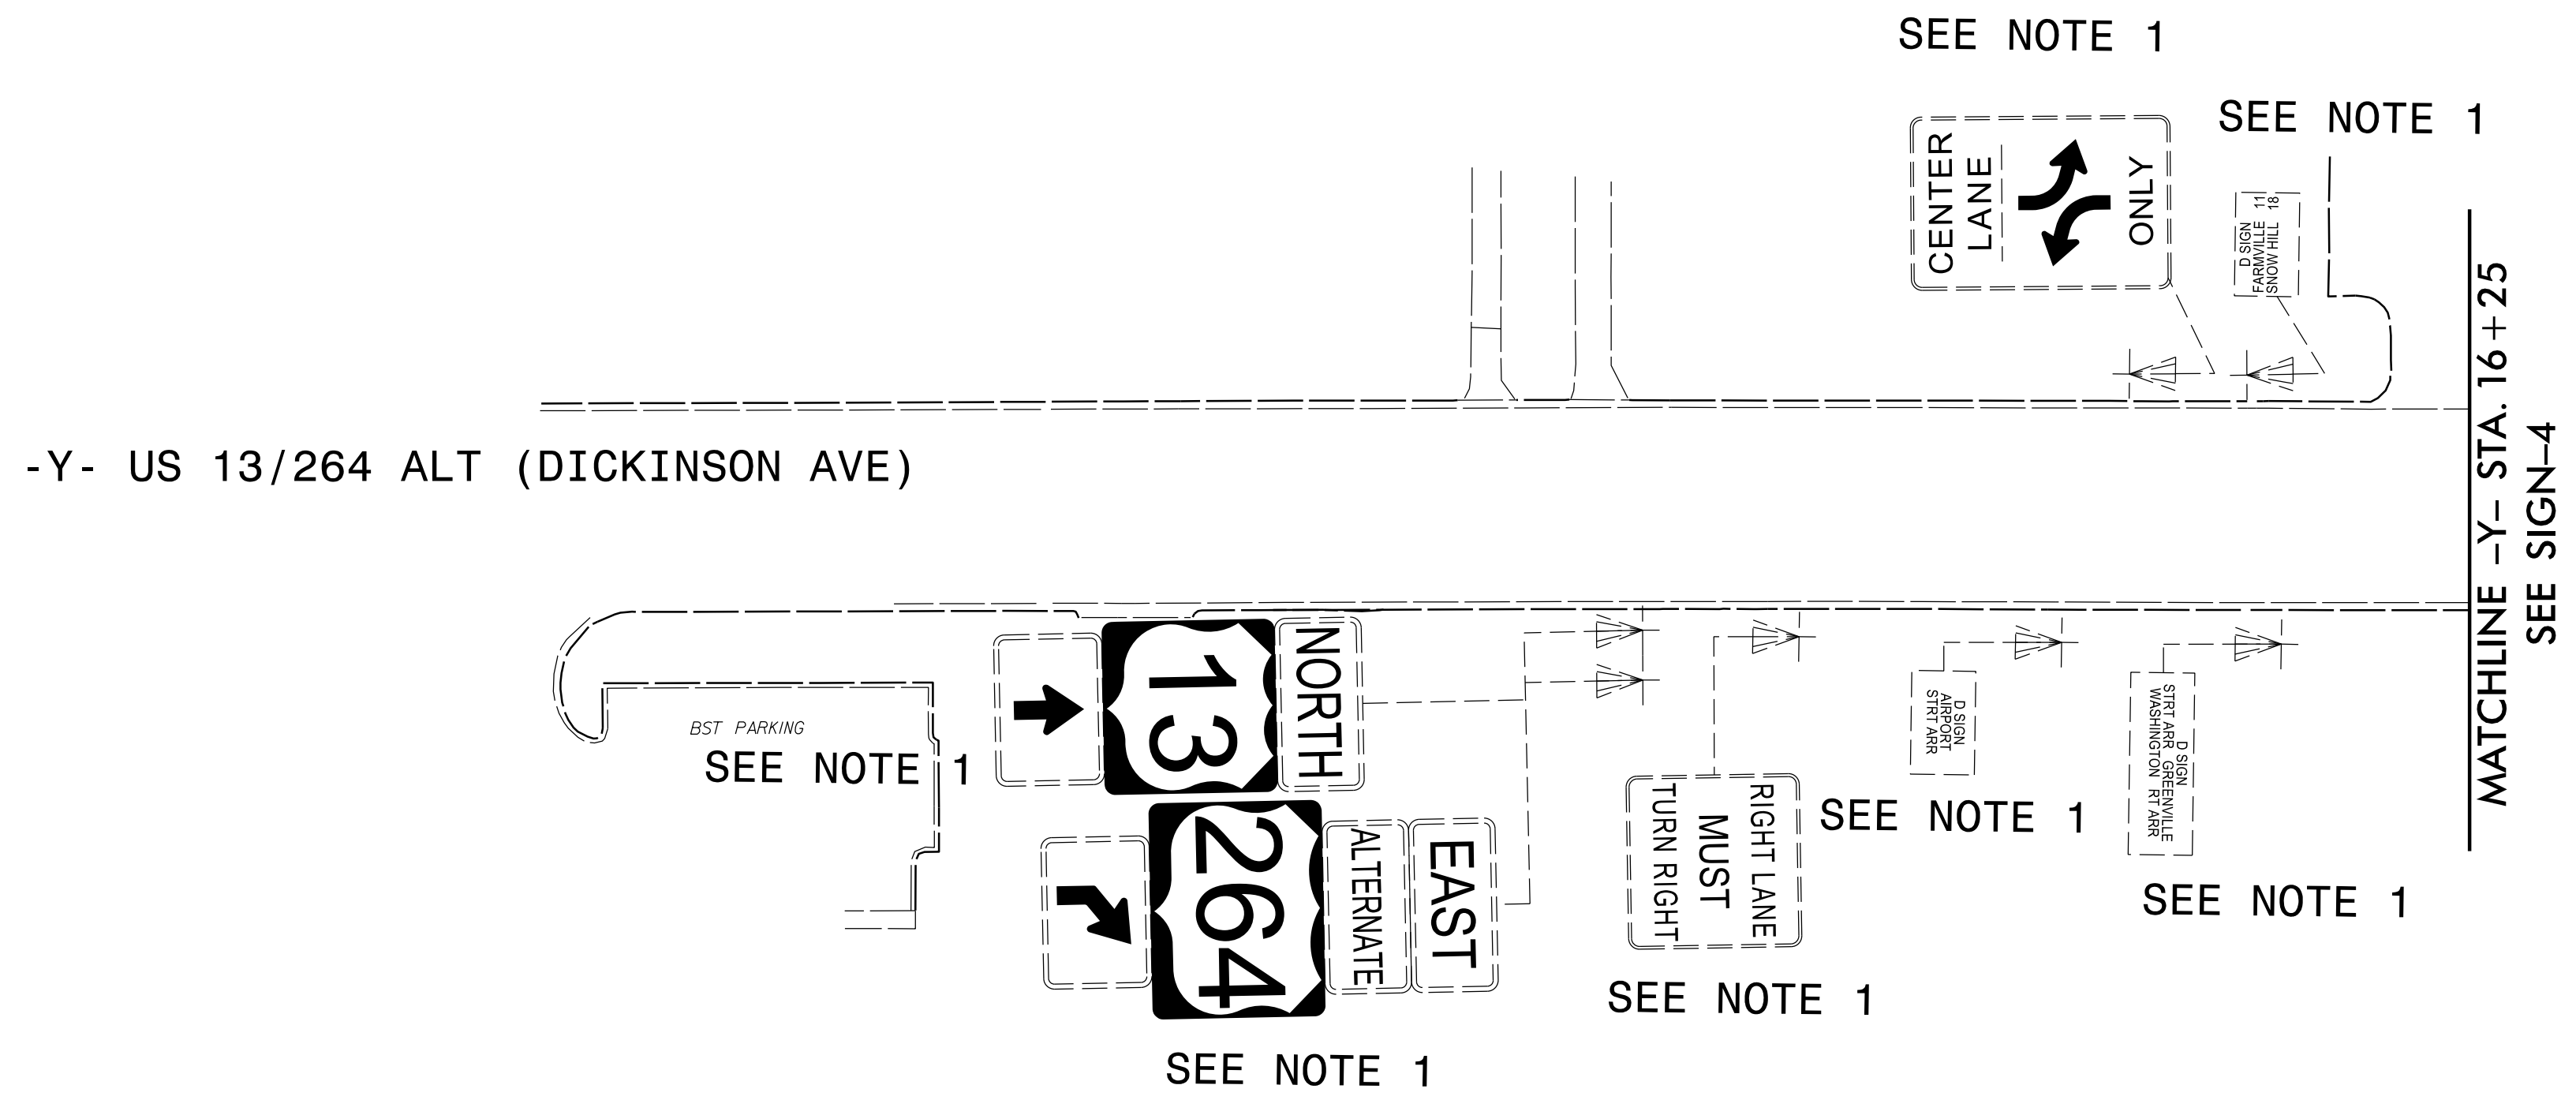 SEE NOTE 1
SEE NOTE 1
CENTER
LANE
ONLY
D SIGN
FARMVILLE 11
SNOW HILL 18
-Y- US 13/264 ALT (DICKINSON AVE)
MATCHLINE -Y- STA. 16+25
SEE SIGN-4
NORTH
13
BST PARKING
SEE NOTE 1
EAST
ALTERNATE
264
SEE NOTE 1
RIGHT LANE
MUST
TURN RIGHT
SEE NOTE 1
D SIGN
AIRPORT
STRT ARR
SEE NOTE 1
D SIGN
STRT ARR GREENVILLE
WASHINGTON RT ARR
SEE NOTE 1